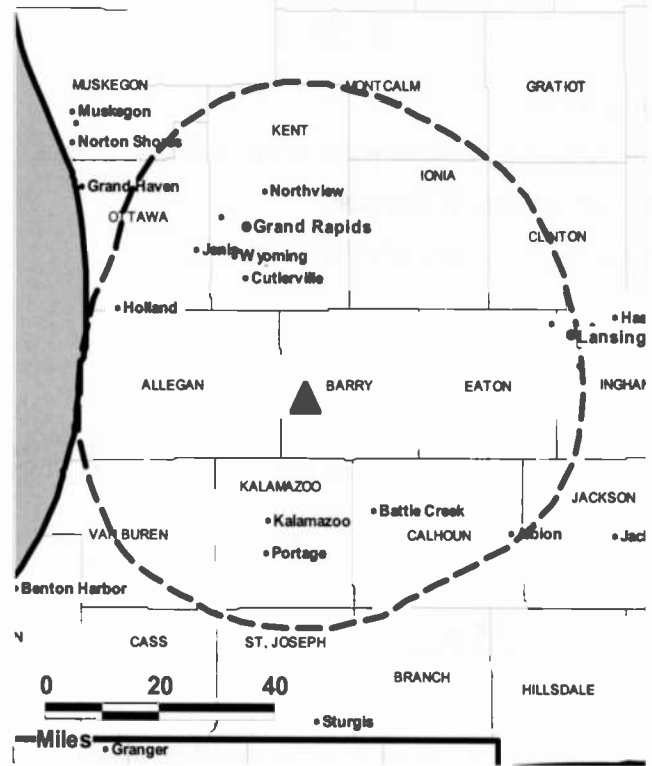 MUSKEGON
MONTCALM
GRATIOT
Muskegon
KENT
Norton Shores
IONIA
Grand Haven
Northview
OTTAWA
Grand Rapids
CLINTON
Wyoming
Cutlerville
Holland
Lansing
ALLEGAN
BARRY
EATON
INGHAM
KALAMAZOO
JACKSON
Battle Creek
Kalamazoo
VAN BUREN
CALHOUN
Albion
Jacl
Portage
Benton Harbor
N
CASS
ST. JOSEPH
BRANCH
0 20 40
HILLSDALE
Sturgis
Miles
Granger